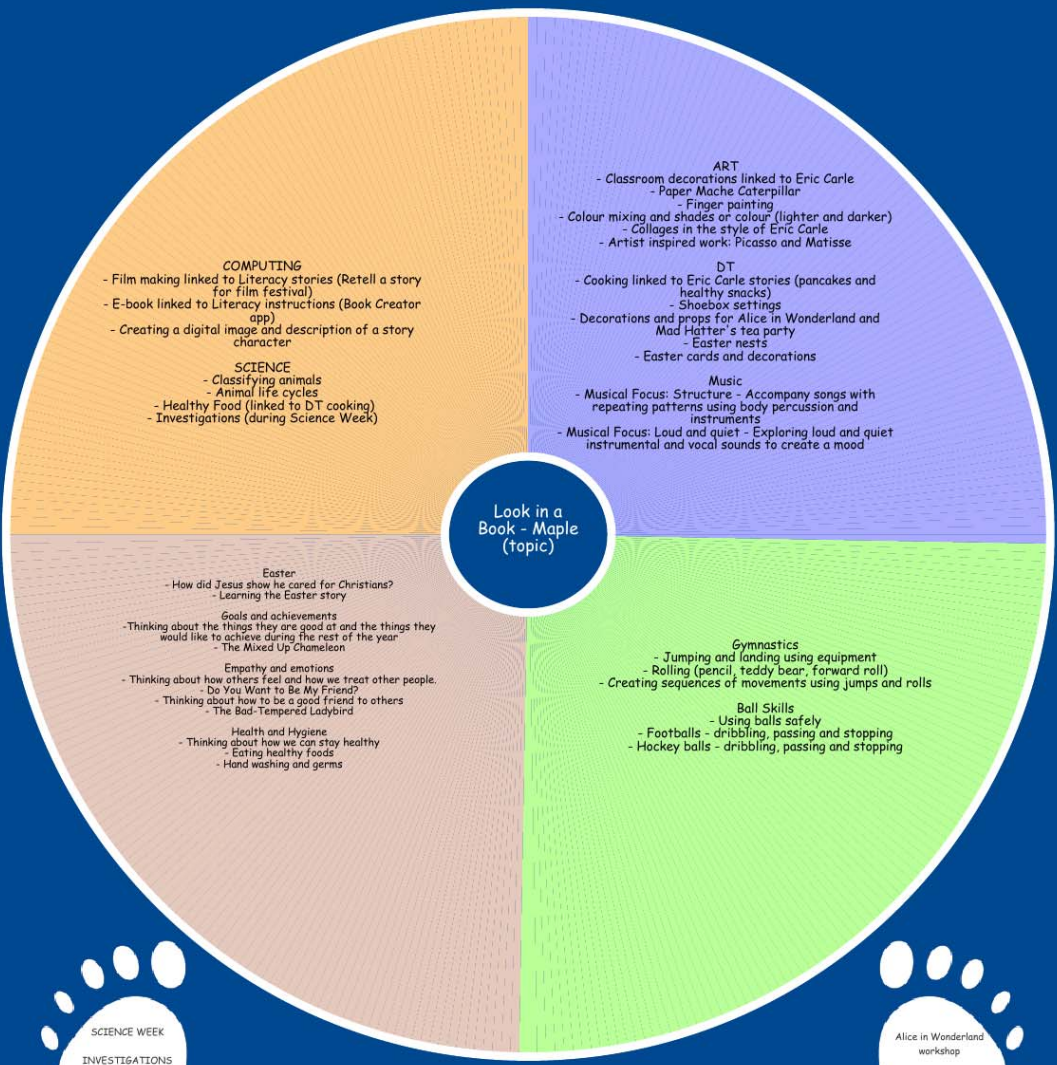 COMPUTING
- Film making linked to Literacy stories (Retell a story
for film festival)
- E-book linked to Literacy instructions (Book Creator
app)
- Creating a digital image and description of a story
character
SCIENCE
- Classifying animals
- Animal life cycles
- Healthy Food (linked to DT cooking)
- Investigations (during Science Week)
ART
- Classroom decorations linked to Eric Carle
- Paper Mache Caterpillar
- Finger painting
- Colour mixing and shades or colour (lighter and darker)
- Collages in the style of Eric Carle
- Artist inspired work: Picasso and Matisse
DT
- Cooking linked to Eric Carle stories (pancakes and
healthy snacks)
- Shoebox settings
- Decorations and props for Alice in Wonderland and
Mad Hatter's tea party
- Easter nests
- Easter cards and decorations
Music
- Musical Focus: Structure - Accompany songs with
repeating patterns using body percussion and
instruments
- Musical Focus: Loud and quiet - Exploring loud and quiet
instrumental and vocal sounds to create a mood
Look in a
Book - Maple
(topic)
Easter
- How did Jesus show he cared for Christians?
- Learning the Easter story
Goals and achievements
-Thinking about the things they are good at and the things they
would like to achieve during the rest of the year
- The Mixed Up Chameleon
Empathy and emotions
- Thinking about how others feel and how we treat other people.
- Do You Want to Be My Friend?
- Thinking about how to be a good friend to others
- The Bad-Tempered Ladybird
Health and Hygiene
- Thinking about how we can stay healthy
- Eating healthy foods
- Hand washing and germs
Gymnastics
- Jumping and landing using equipment
- Rolling (pencil, teddy bear, forward roll)
- Creating sequences of movements using jumps and rolls
Ball Skills
- Using balls safely
- Footballs - dribbling, passing and stopping
- Hockey balls - dribbling, passing and stopping
SCIENCE WEEK
INVESTIGATIONS
Alice in Wonderland
workshop